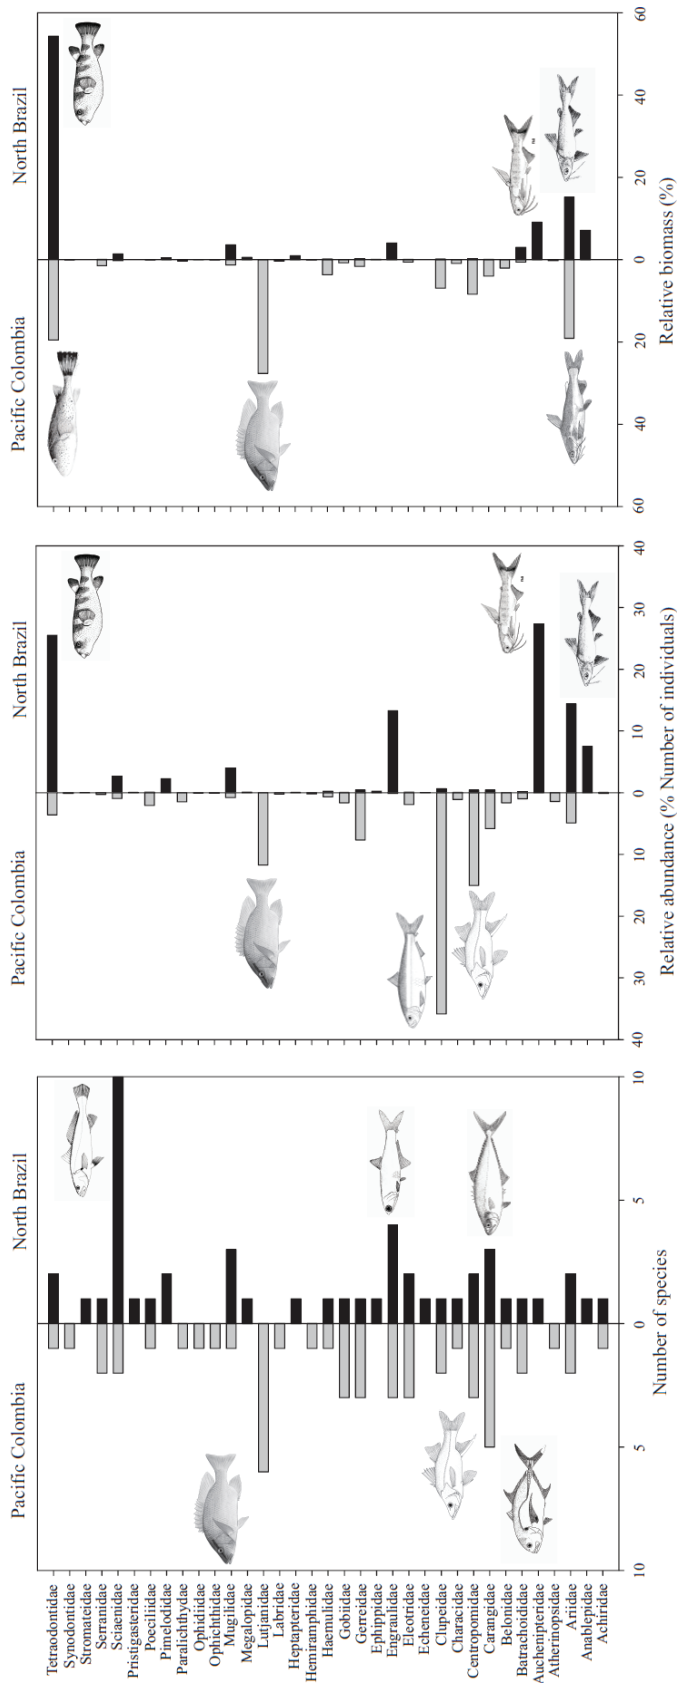 Pacific Colombia North Brazil
Pacific Colombia North Brazil
Pacific Colombia North Brazil
Tetraodontidae
Synodontidae
Stromateidae
Serranidae
Sciaenidae
Pristigasteridae
Poeciliidae
Pimelodidae
Paralichthydae
Ophidiidae
Ophichthidae
Mugilidae
Megalopidae
Lutjanidae
Labridae
Heptapteridae
Hemiramphidae
Haemulidae
Gobiidae
Gerreidae
Ephippidae
Engraulidae
Eleotridae
Echeneidae
Clupeidae
Characidae
Centropomidae
Carangidae
Belonidae
Batrachoididae
Auchenipteridae
Atherinopsidae
Ariidae
Anablepidae
Achiridae
10 5 0 5 10
40 30 20 10 0 10 20 30 40
60 40 20 0 20 40 60
Number of species
Relative abundance (% Number of individuals)
Relative biomass (%)